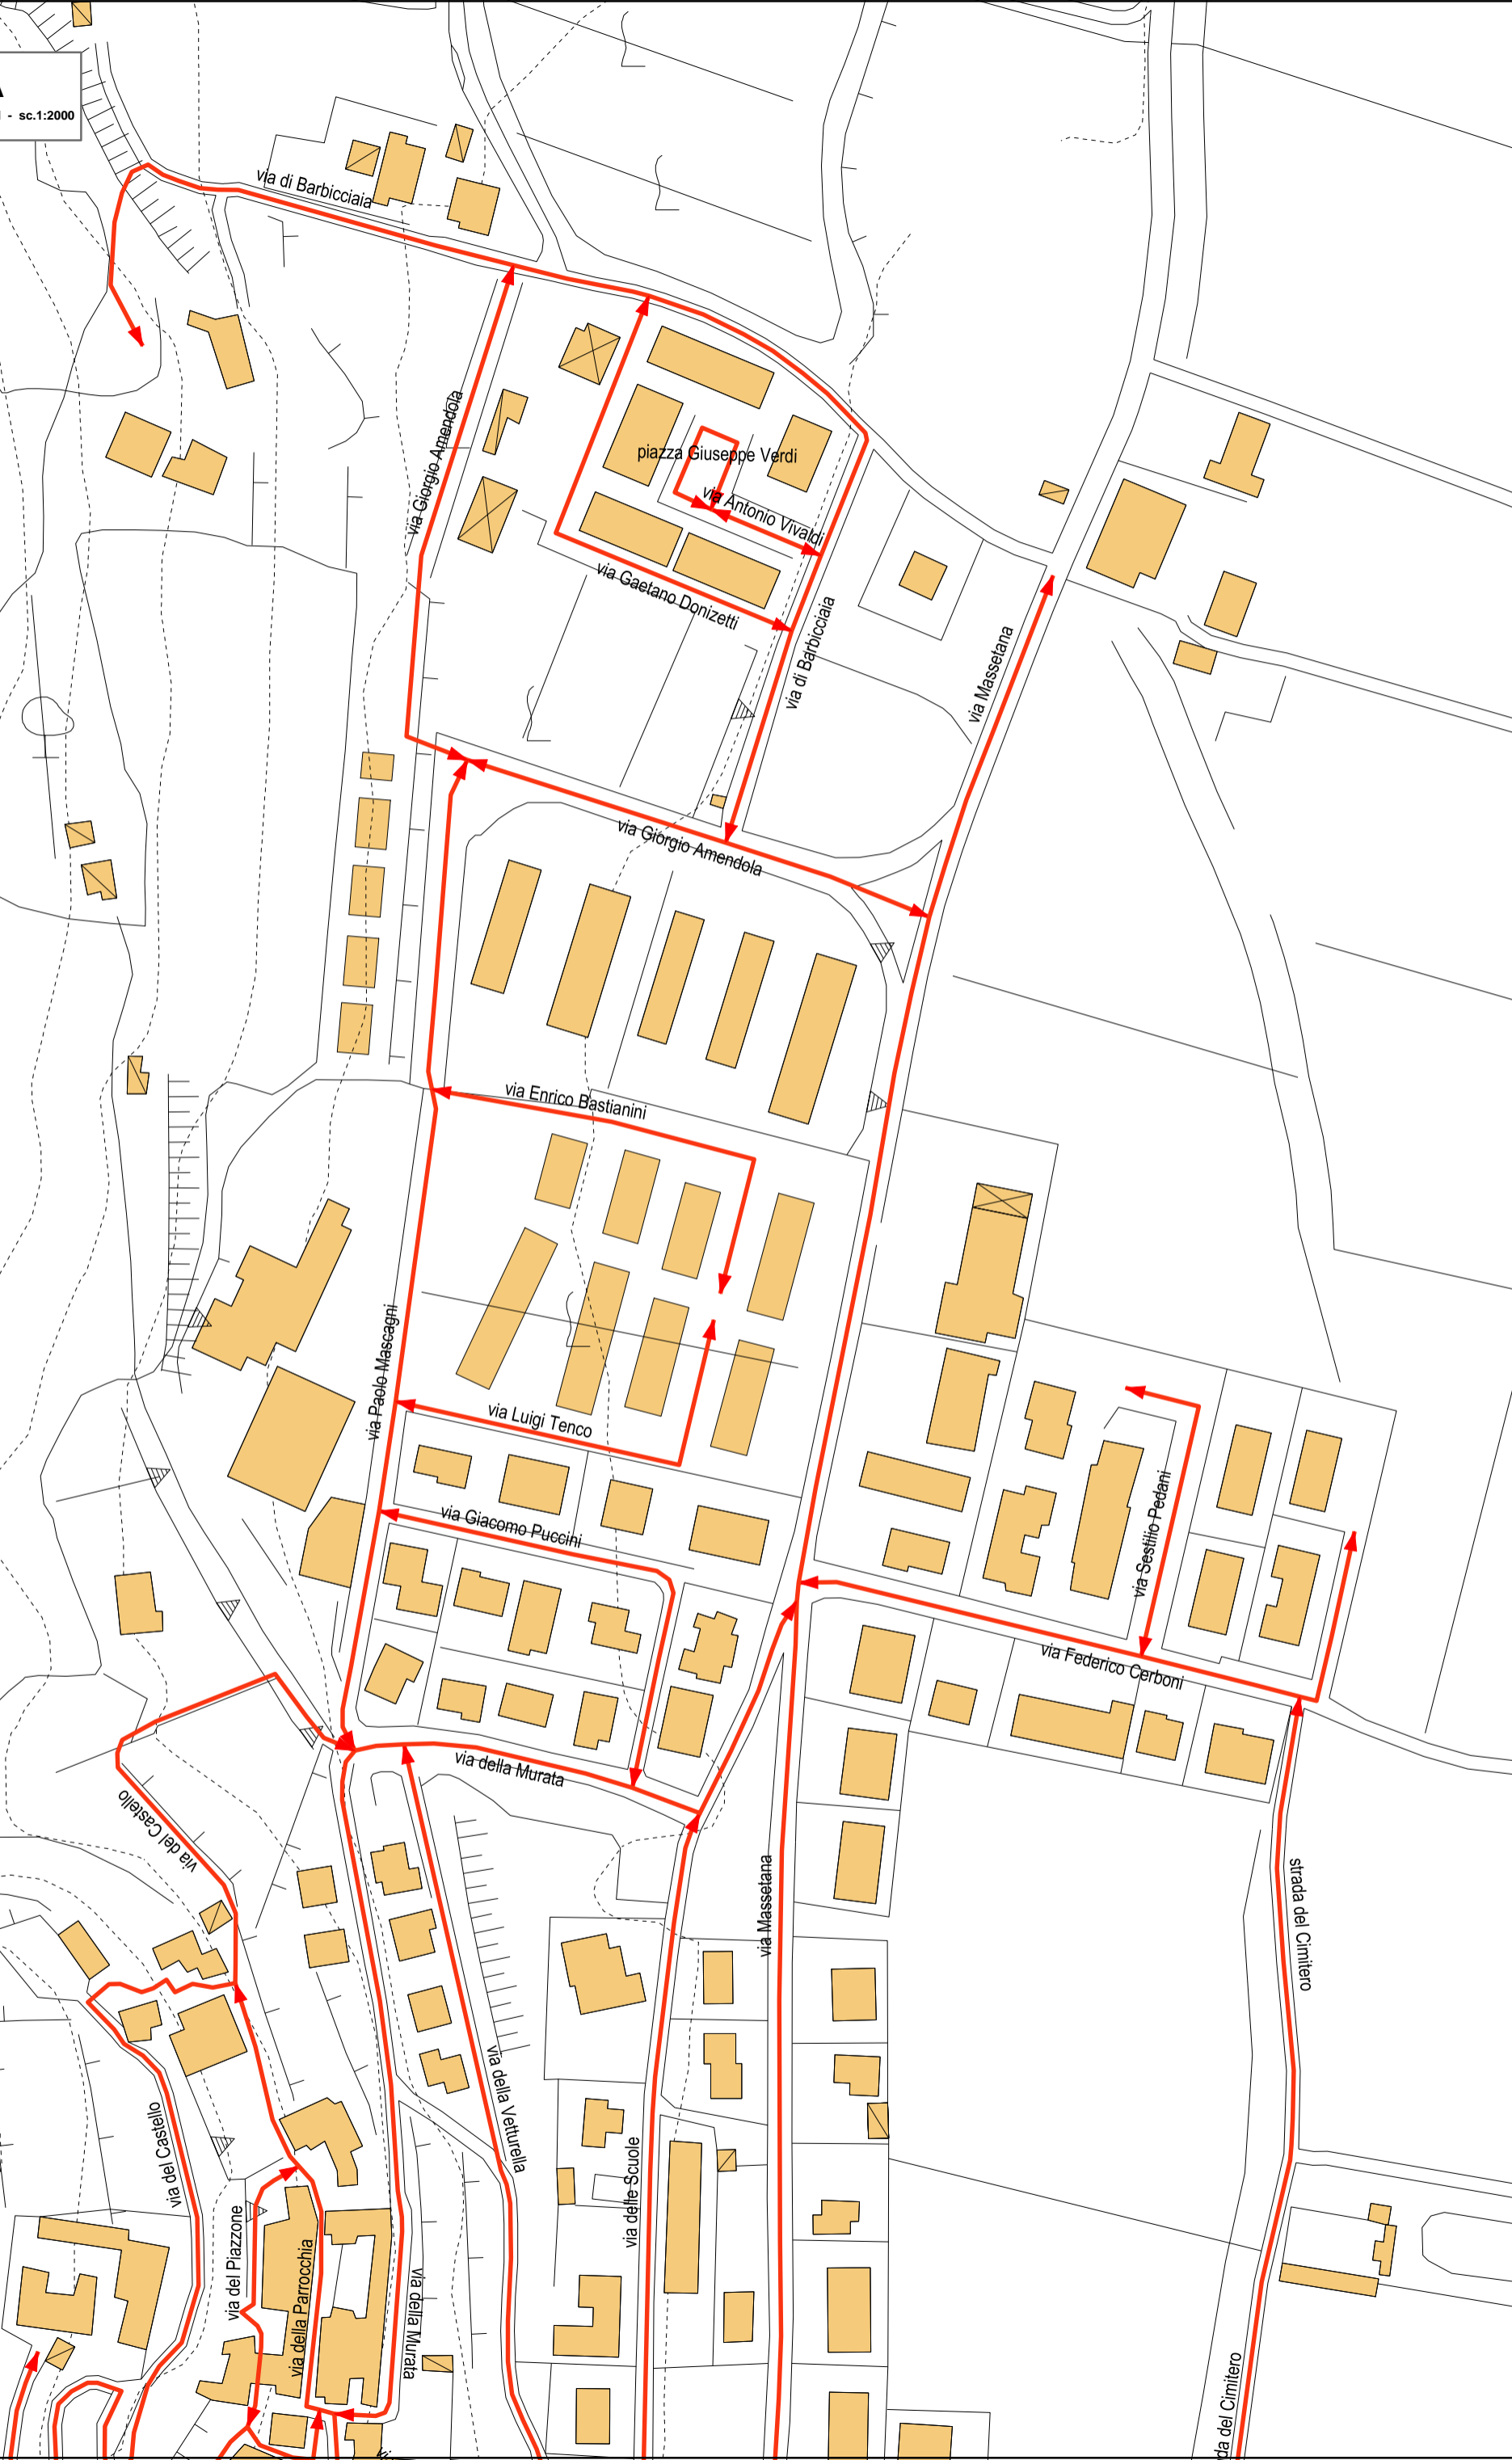 A
- sc.1:2000
via di Barbicciaia
via Giorgio Amendola
piazza Giuseppe Verdi
via Antonio Vivaldi
via Gaetano Donizetti
via di Barbicciaia
via Massetana
via Giorgio Amendola
via Enrico Bastianini
via Paolo Mascagni
via Luigi Tenco
via Giacomo Puccini
via Sestilio Pedani
via Federico Cerboni
via della Murata
via del Castello
via Massetana
strada del Cimitero
via della Vetturella
via del Castello
via delle Scuole
via del Piazzone
via della Parrocchia
via della Murata
da del Cimitero